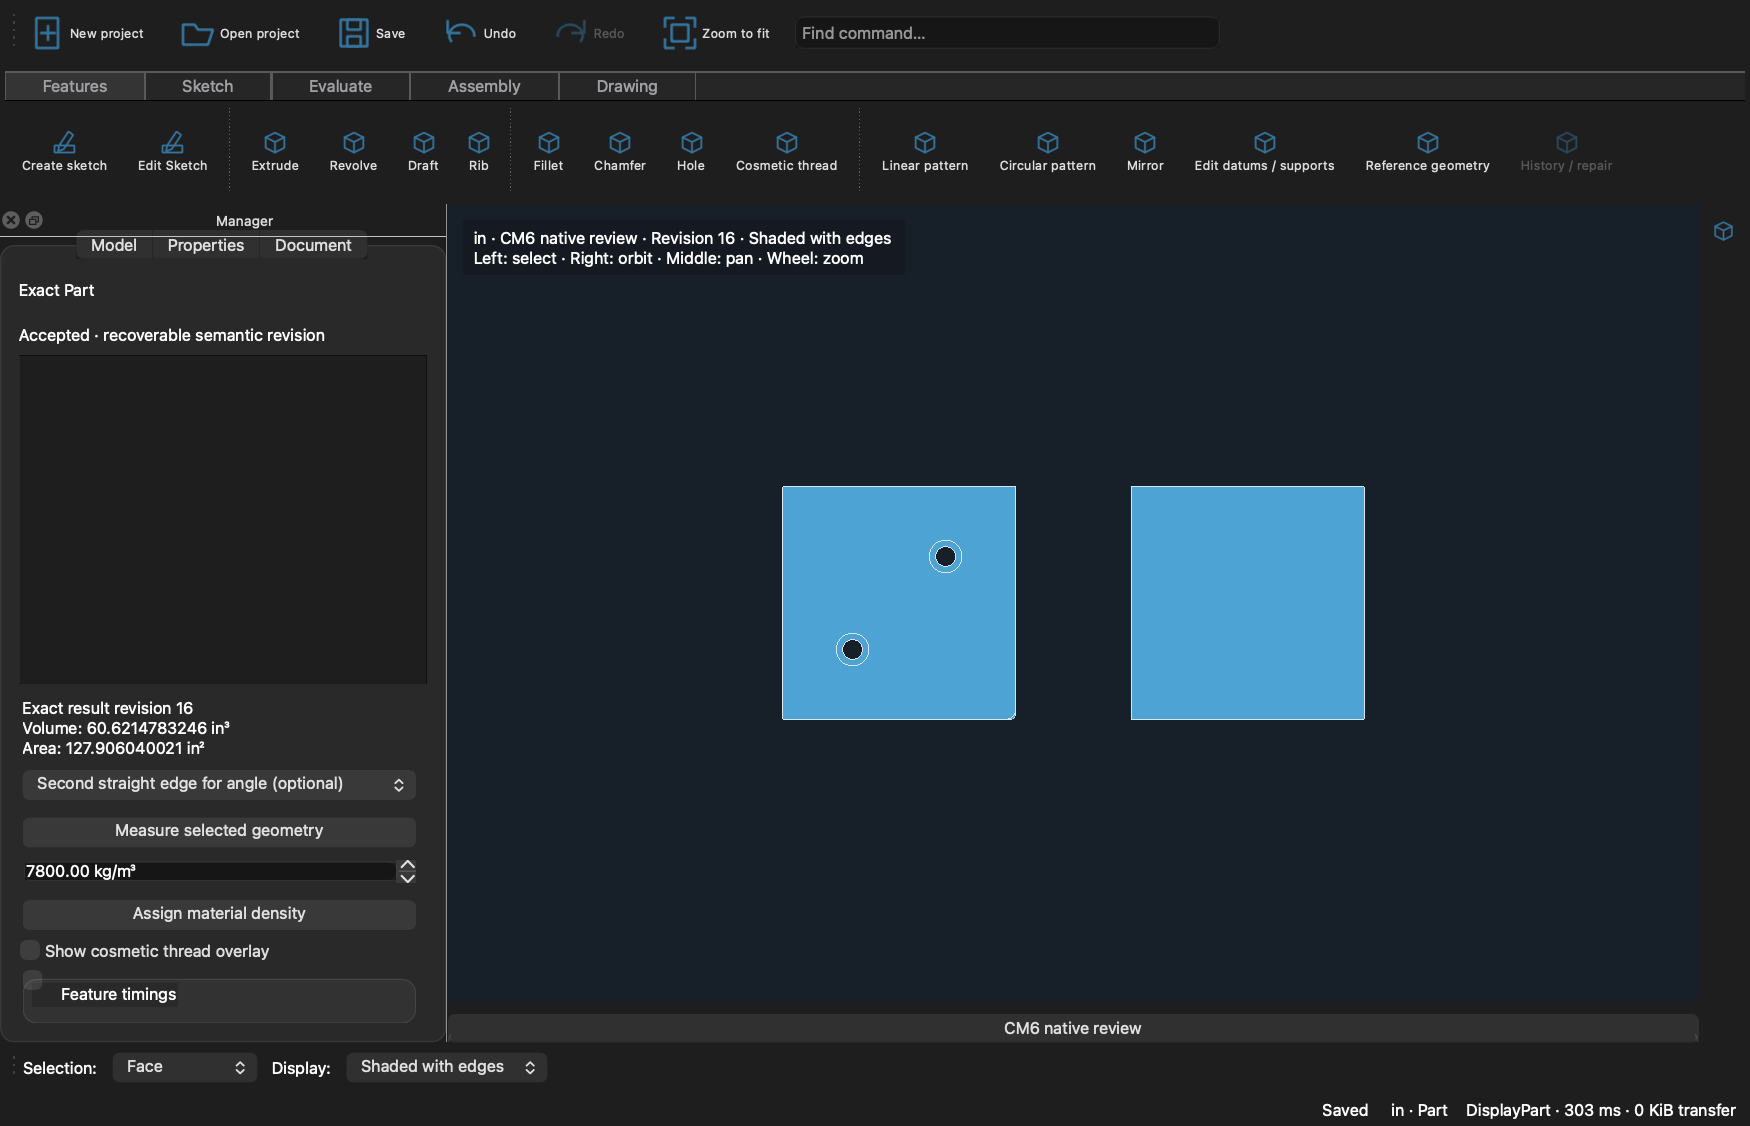 New project
Open project
Save
Undo
Redo
Zoom to fit
Find command...
Features
Sketch
Evaluate
Assembly
Drawing
Create sketch
Edit Sketch
Extrude
Revolve
Draft
Rib
Fillet
Chamfer
Hole
Cosmetic thread
Linear pattern
Circular pattern
Mirror
Edit datums / supports
Reference geometry
History / repair
Manager
Model
Properties
Document
Exact Part
Accepted · recoverable semantic revision
Exact result revision 16
Volume: 60.6214783246 in³
Area: 127.906040021 in²
Second straight edge for angle (optional)
Measure selected geometry
7800.00 kg/m³
Assign material density
Show cosmetic thread overlay
Feature timings
in · CM6 native review · Revision 16 · Shaded with edges
Left: select · Right: orbit · Middle: pan · Wheel: zoom
CM6 native review
Selection:
Face
Display:
Shaded with edges
Saved
in · Part
DisplayPart · 303 ms · 0 KiB transfer